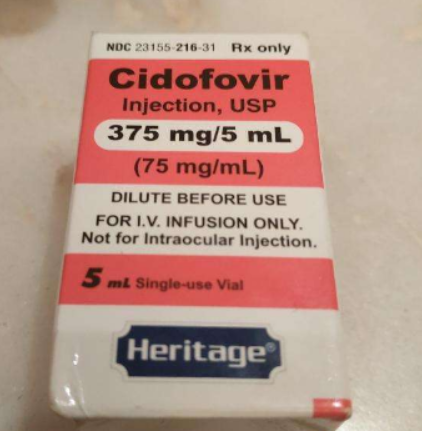 NDC 23155-216-31 Rx only
Cidofovir
Injection, USP
375 mg/5 mL
(75 mg/mL)
DILUTE BEFORE USE
FOR I.V. INFUSION ONLY.
Not for Intraocular Injection.
5 mL Single-use Vial
Heritage®